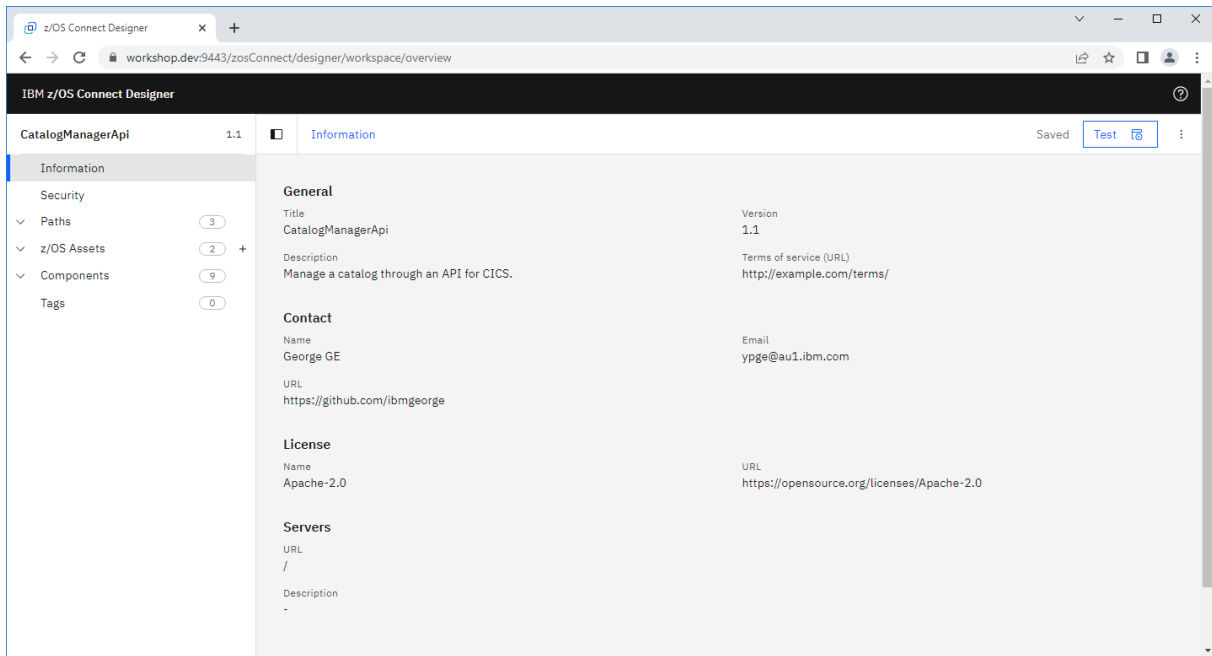 z/OS Connect Designer
workshop.dev:9443/zosConnect/designer/workspace/overview
IBM z/OS Connect Designer
CatalogManagerApi 1.1
Information
Saved
Test
Information
Security
Paths 3
z/OS Assets 2 +
Components 9
Tags 0
General
Title
CatalogManagerApi
Version
1.1
Description
Manage a catalog through an API for CICS.
Terms of service (URL)
http://example.com/terms/
Contact
Name
George GE
Email
ypge@au1.ibm.com
URL
https://github.com/ibmgeorge
License
Name
Apache-2.0
URL
https://opensource.org/licenses/Apache-2.0
Servers
URL
/
Description
-